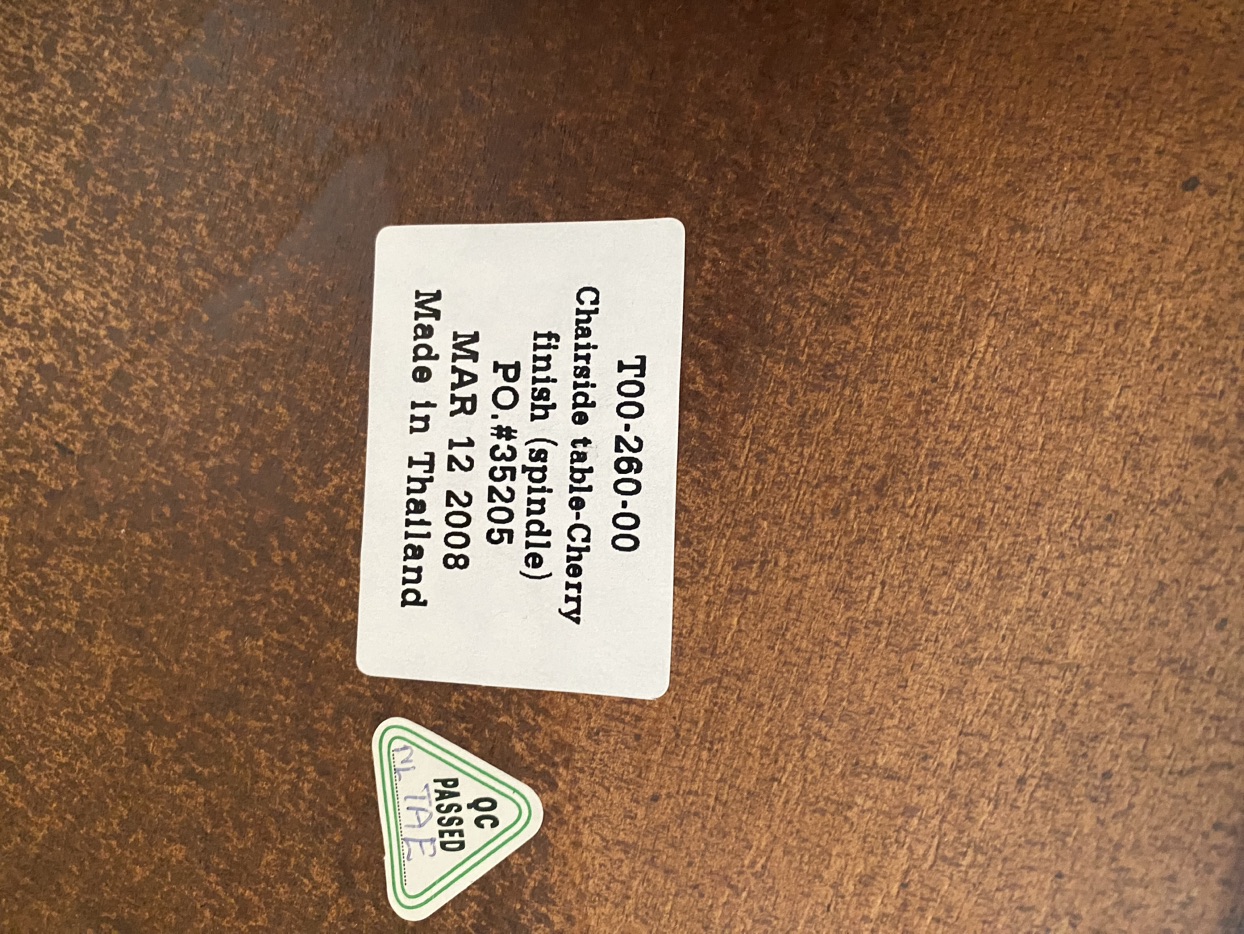 T00-260-00
Chairside table-Cherry
finish (spindle)
PO.#35205
MAR 12 2008
Made in Thailand
QC
PASSED
NL TAE